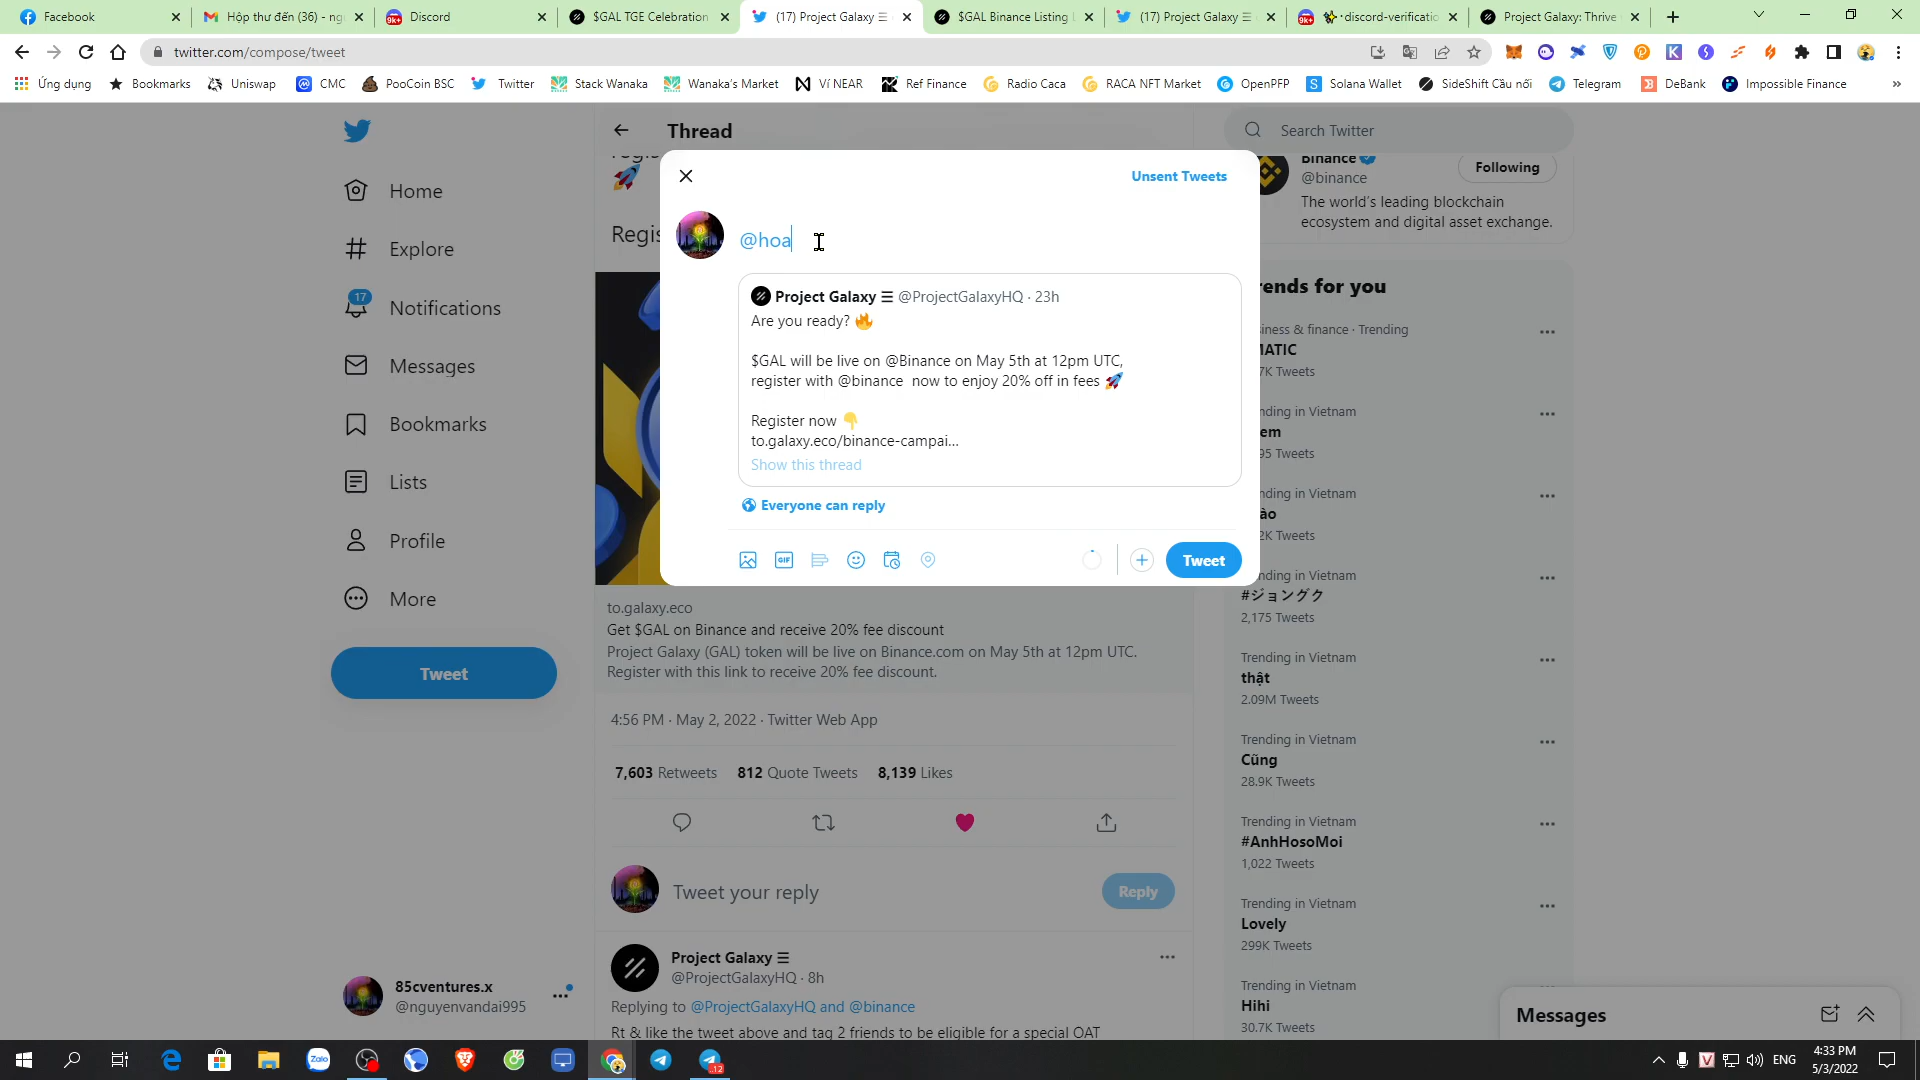 Facebook
Hộp thư đến (36) - ng
Discord
$GAL TGE Celebration
(17) Project Galaxy ☰
$GAL Binance Listing
(17) Project Galaxy ☰
discord-verificatio
Project Galaxy: Thrive
twitter.com/compose/tweet
Ứng dụng
Bookmarks
Uniswap
CMC
PooCoin BSC
Twitter
Stack Wanaka
Wanaka's Market
Ví NEAR
Ref Finance
Radio Caca
RACA NFT Market
OpenPFP
Solana Wallet
SideShift Cầu nối
Telegram
DeBank
Impossible Finance
Home
Explore
17
Notifications
Messages
Bookmarks
Lists
Profile
More
Tweet
85cventures.x
@nguyenvandai995
Thread
Regis
Unsent Tweets
@hoa
Project Galaxy ☰ @ProjectGalaxyHQ · 23h
Are you ready? 🔥
$GAL will be live on @Binance on May 5th at 12pm UTC,
register with @binance now to enjoy 20% off in fees 🚀
Register now 👇
to.galaxy.eco/binance-campai...
Show this thread
Everyone can reply
GIF
Tweet
to.galaxy.eco
Get $GAL on Binance and receive 20% fee discount
Project Galaxy (GAL) token will be live on Binance.com on May 5th at 12pm UTC.
Register with this link to receive 20% fee discount.
4:56 PM · May 2, 2022 · Twitter Web App
7,603 Retweets 812 Quote Tweets 8,139 Likes
Tweet your reply
Reply
Project Galaxy ☰
@ProjectGalaxyHQ · 8h
Replying to @ProjectGalaxyHQ and @binance
Rt & like the tweet above and tag 2 friends to be eligible for a special OAT
Search Twitter
Binance
@binance
Following
The world's leading blockchain
ecosystem and digital asset exchange.
ends for you
iness & finance · Trending
MATIC
7K Tweets
nding in Vietnam
em
95 Tweets
nding in Vietnam
ào
2K Tweets
nding in Vietnam
#ジョングク
2,175 Tweets
Trending in Vietnam
thật
2.09M Tweets
Trending in Vietnam
Cũng
28.9K Tweets
Trending in Vietnam
#AnhHosoMoi
1,022 Tweets
Trending in Vietnam
Lovely
299K Tweets
Trending in Vietnam
Hihi
30.7K Tweets
Messages
Zalo
12
ENG
4:33 PM
5/3/2022